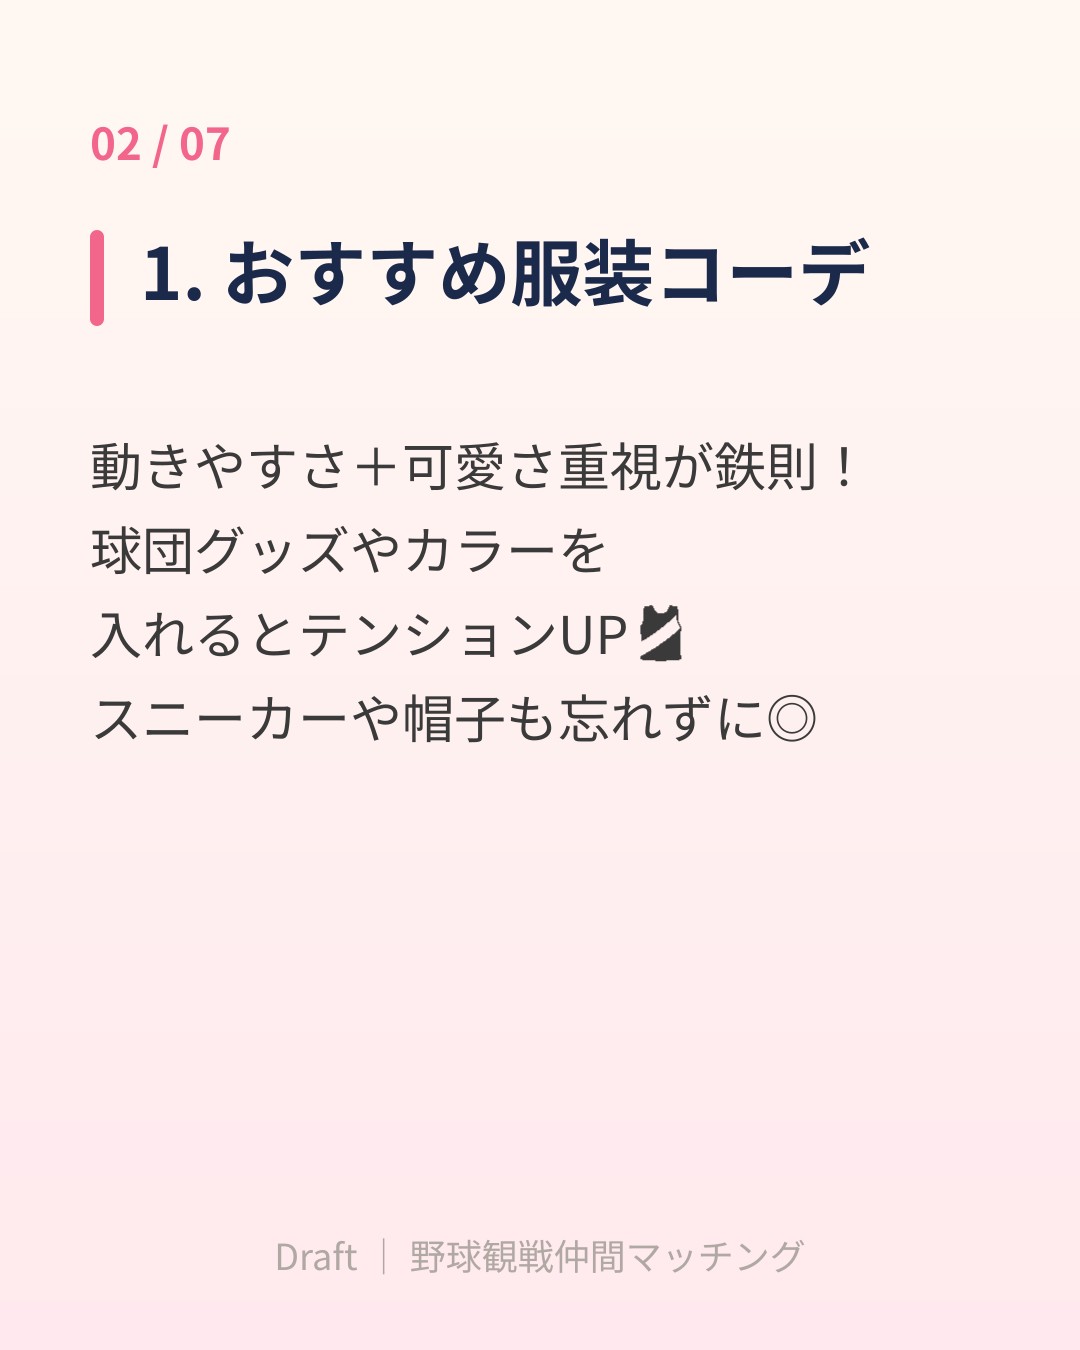 02 / 07
1. おすすめ服装コーデ
動きやすさ＋可愛さ重視が鉄則！
球団グッズやカラーを
入れるとテンションUP🎽
スニーカーや帽子も忘れずに◎
Draft ｜ 野球観戦仲間マッチング